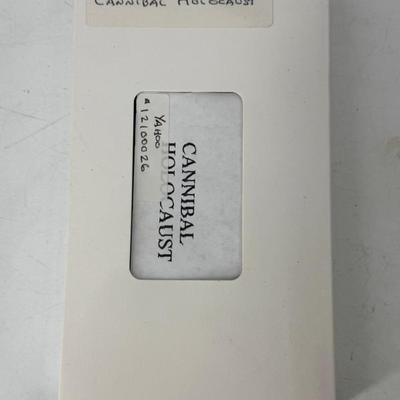 CANNIBAL HOLOCAUST
CANNIBAL
HOLOCAUST
YAHOO
#12100026